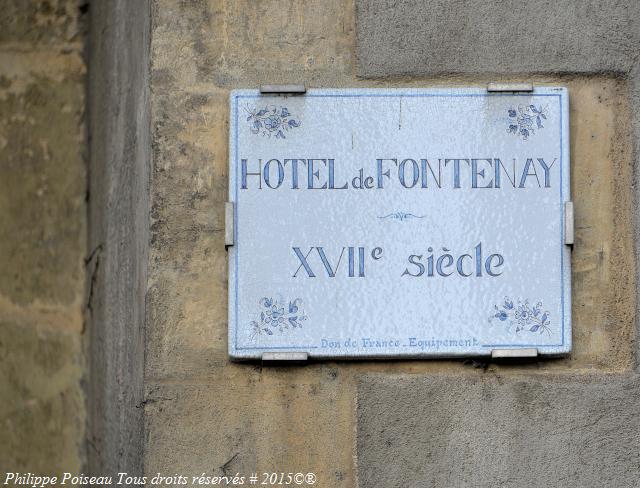 HOTEL de FONTENAY
XVIIe siècle
Don de France - Equipement
Philippe Poiseau Tous droits réservés # 2015©®